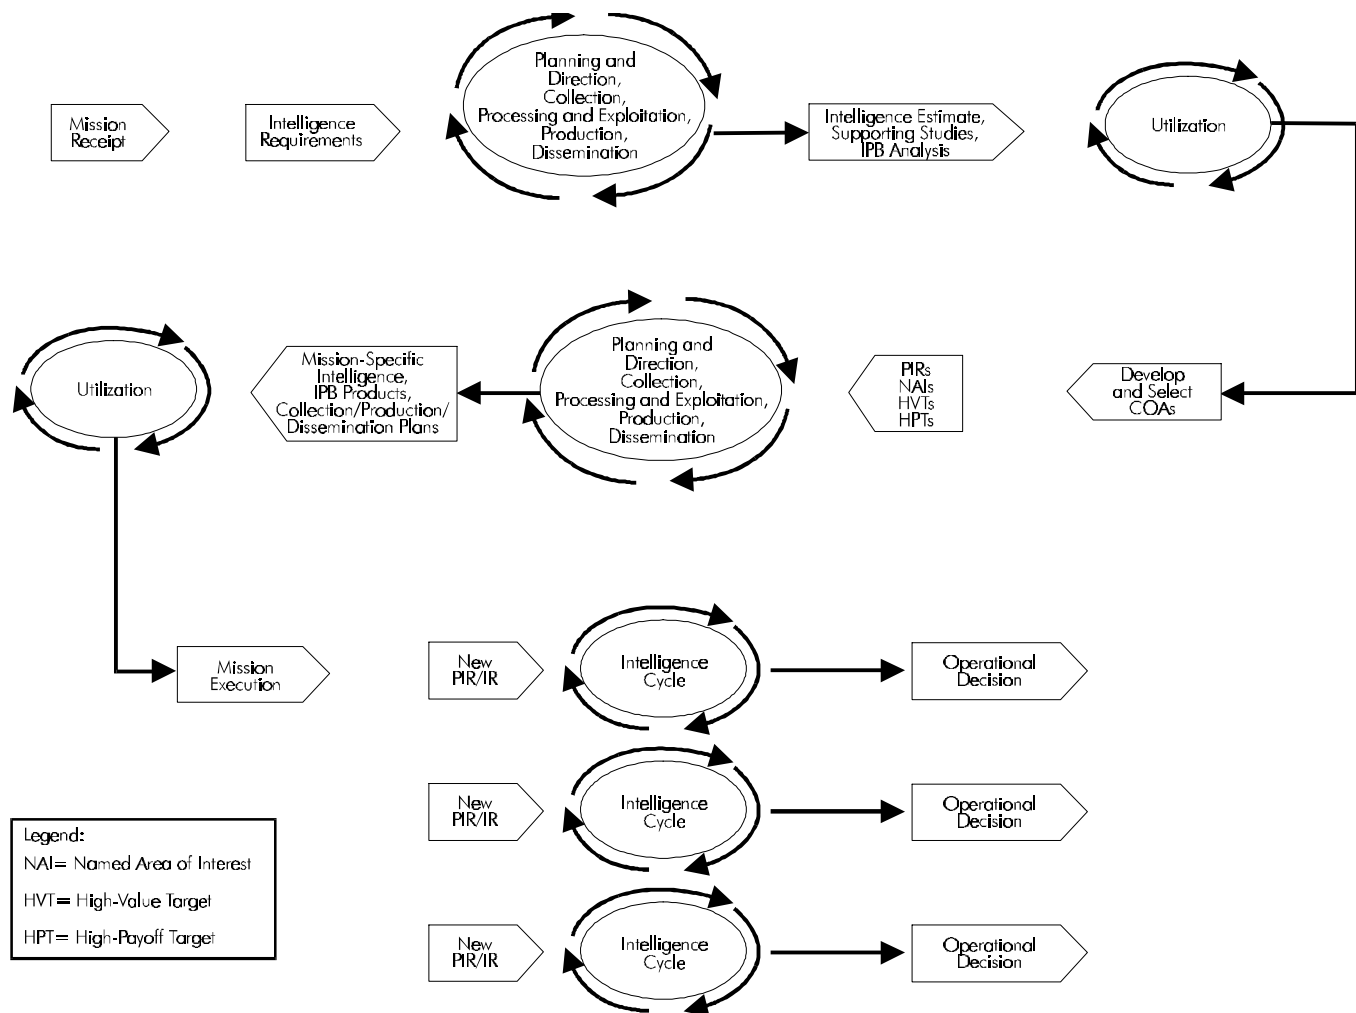 Mission
Receipt
Intelligence
Requirements
Planning and
Direction,
Collection,
Processing and Exploitation,
Production,
Dissemination
Intelligence Estimate,
Supporting Studies,
IPB Analysis
Utilization
Utilization
Mission-Specific
Intelligence,
IPB Products,
Collection/Production/
Dissemination Plans
Planning and
Direction,
Collection,
Processing and Exploitation,
Production,
Dissemination
PIRs
NAIs
HVTs
HPTs
Develop
and Select
COAs
Mission
Execution
New
PIR/IR
Intelligence
Cycle
Operational
Decision
New
PIR/IR
Intelligence
Cycle
Operational
Decision
New
PIR/IR
Intelligence
Cycle
Operational
Decision
Legend:
NAI= Named Area of Interest
HVT= High-Value Target
HPT= High-Payoff Target